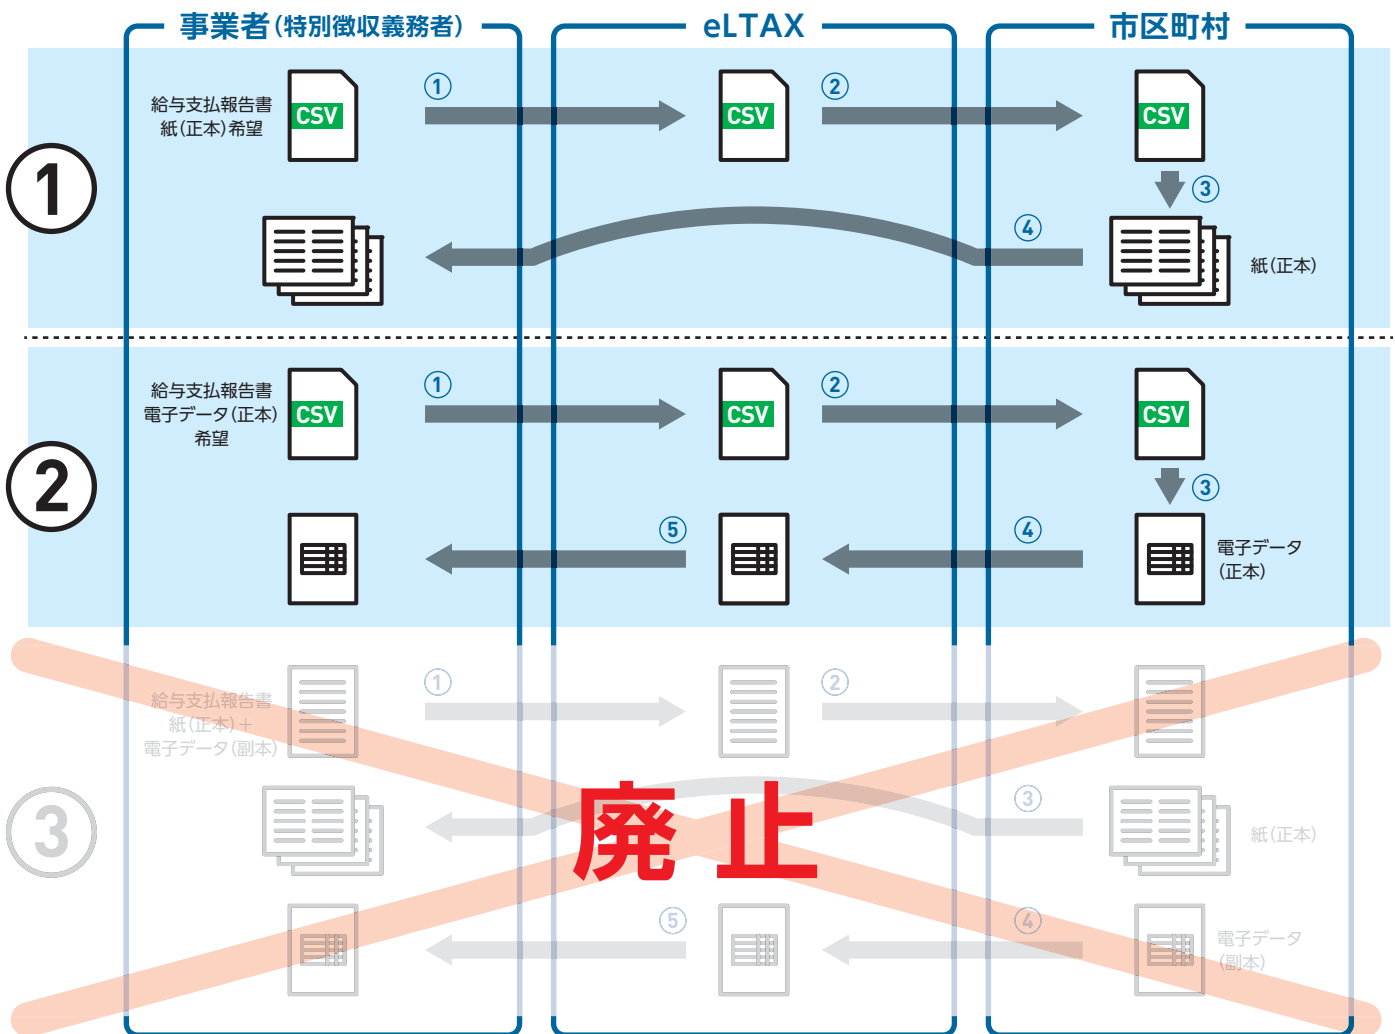 事業者(特別徴収義務者)
eLTAX
市区町村
①
給与支払報告書
紙(正本)希望
CSV
①
CSV
②
CSV
③
④
紙(正本)
②
給与支払報告書
電子データ(正本)
希望
CSV
①
CSV
②
CSV
③
⑤
④
電子データ
(正本)
③
給与支払報告書
紙(正本)+
電子データ(副本)
①
②
廃止
③
紙(正本)
⑤
④
電子データ
(副本)